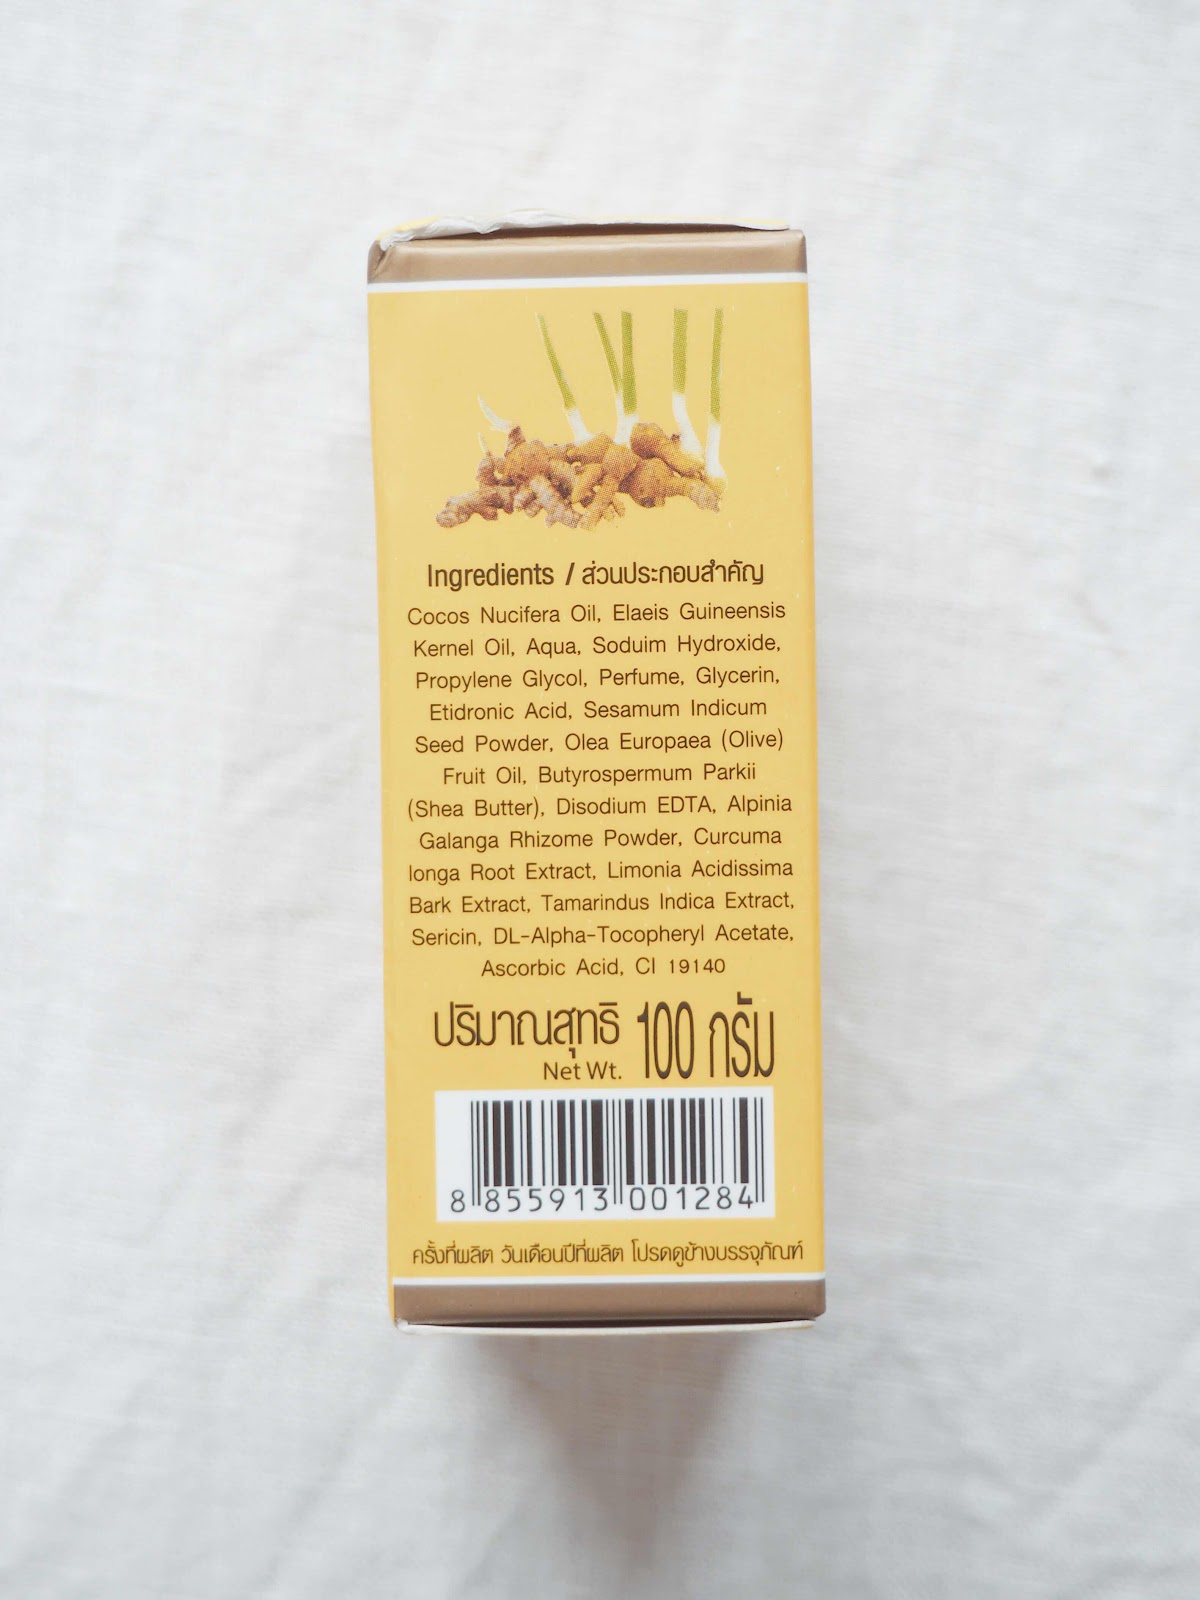 Ingredients / ส่วนประกอบสำคัญ
Cocos Nucifera Oil, Elaeis Guineensis
Kernel Oil, Aqua, Soduim Hydroxide,
Propylene Glycol, Perfume, Glycerin,
Etidronic Acid, Sesamum Indicum
Seed Powder, Olea Europaea (Olive)
Fruit Oil, Butyrospermum Parkii
(Shea Butter), Disodium EDTA, Alpinia
Galanga Rhizome Powder, Curcuma
longa Root Extract, Limonia Acidissima
Bark Extract, Tamarindus Indica Extract,
Sericin, DL-Alpha-Tocopheryl Acetate,
Ascorbic Acid, CI 19140
ปริมาณสุทธิ 100 กรัม
Net Wt.
8 855913 001284
ครั้งที่ผลิต วันเดือนปีที่ผลิต โปรดดูข้างบรรจุภัณฑ์